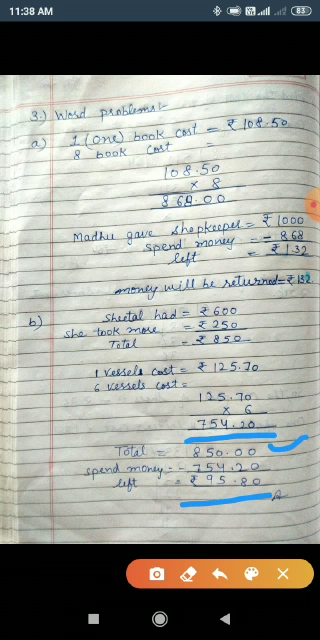 11:38 AM
83
3.) Word problems:-
a) 1 (One) book cost = ₹ 108.50
8 book cost =
108.50
× 8
868.00
Madhu gave shopkeeper = ₹ 1000
Spend money = - 868
left = ₹ 132
money will be returned = ₹ 132.
b) Sheetal had = ₹ 600
She took more = ₹ 250
Total = ₹ 850
1 vessels cost = ₹ 125.70
6 vessels cost =
125.70
× 6
754.20
Total = 850.00
spend money = - 754.20
left = ₹ 95.80